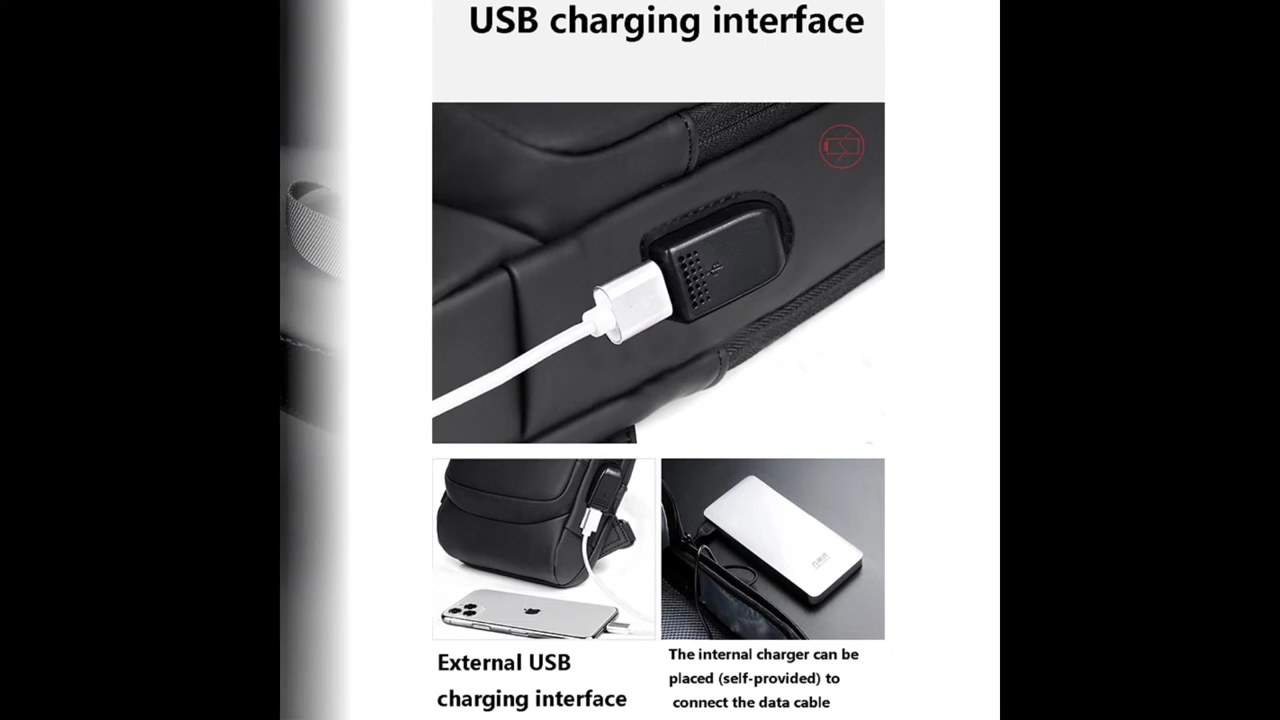 USB charging interface
External USB
charging interface
The internal charger can be
placed (self-provided) to
connect the data cable